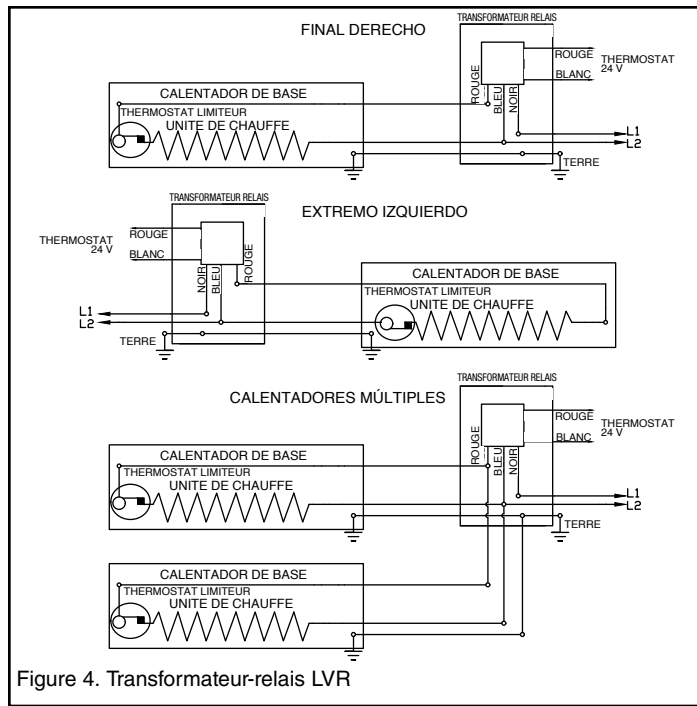 FINAL DERECHO
TRANSFORMATEUR RELAIS
ROUGE
BLANC
THERMOSTAT
24 V
ROUGE
BLEU
NOIR
CALENTADOR DE BASE
THERMOSTAT LIMITEUR
UNITE DE CHAUFFE
L1
L2
TERRE
TRANSFORMATEUR RELAIS
EXTREMO IZQUIERDO
THERMOSTAT
24 V
ROUGE
BLANC
NOIR
BLEU
ROUGE
CALENTADOR DE BASE
THERMOSTAT LIMITEUR
UNITE DE CHAUFFE
L1
L2
TERRE
CALENTADORES MÚLTIPLES
TRANSFORMATEUR RELAIS
ROUGE
BLANC
THERMOSTAT
24 V
ROUGE
BLEU
NOIR
CALENTADOR DE BASE
THERMOSTAT LIMITEUR
UNITE DE CHAUFFE
L1
L2
TERRE
CALENTADOR DE BASE
THERMOSTAT LIMITEUR
UNITE DE CHAUFFE
Figure 4. Transformateur-relais LVR